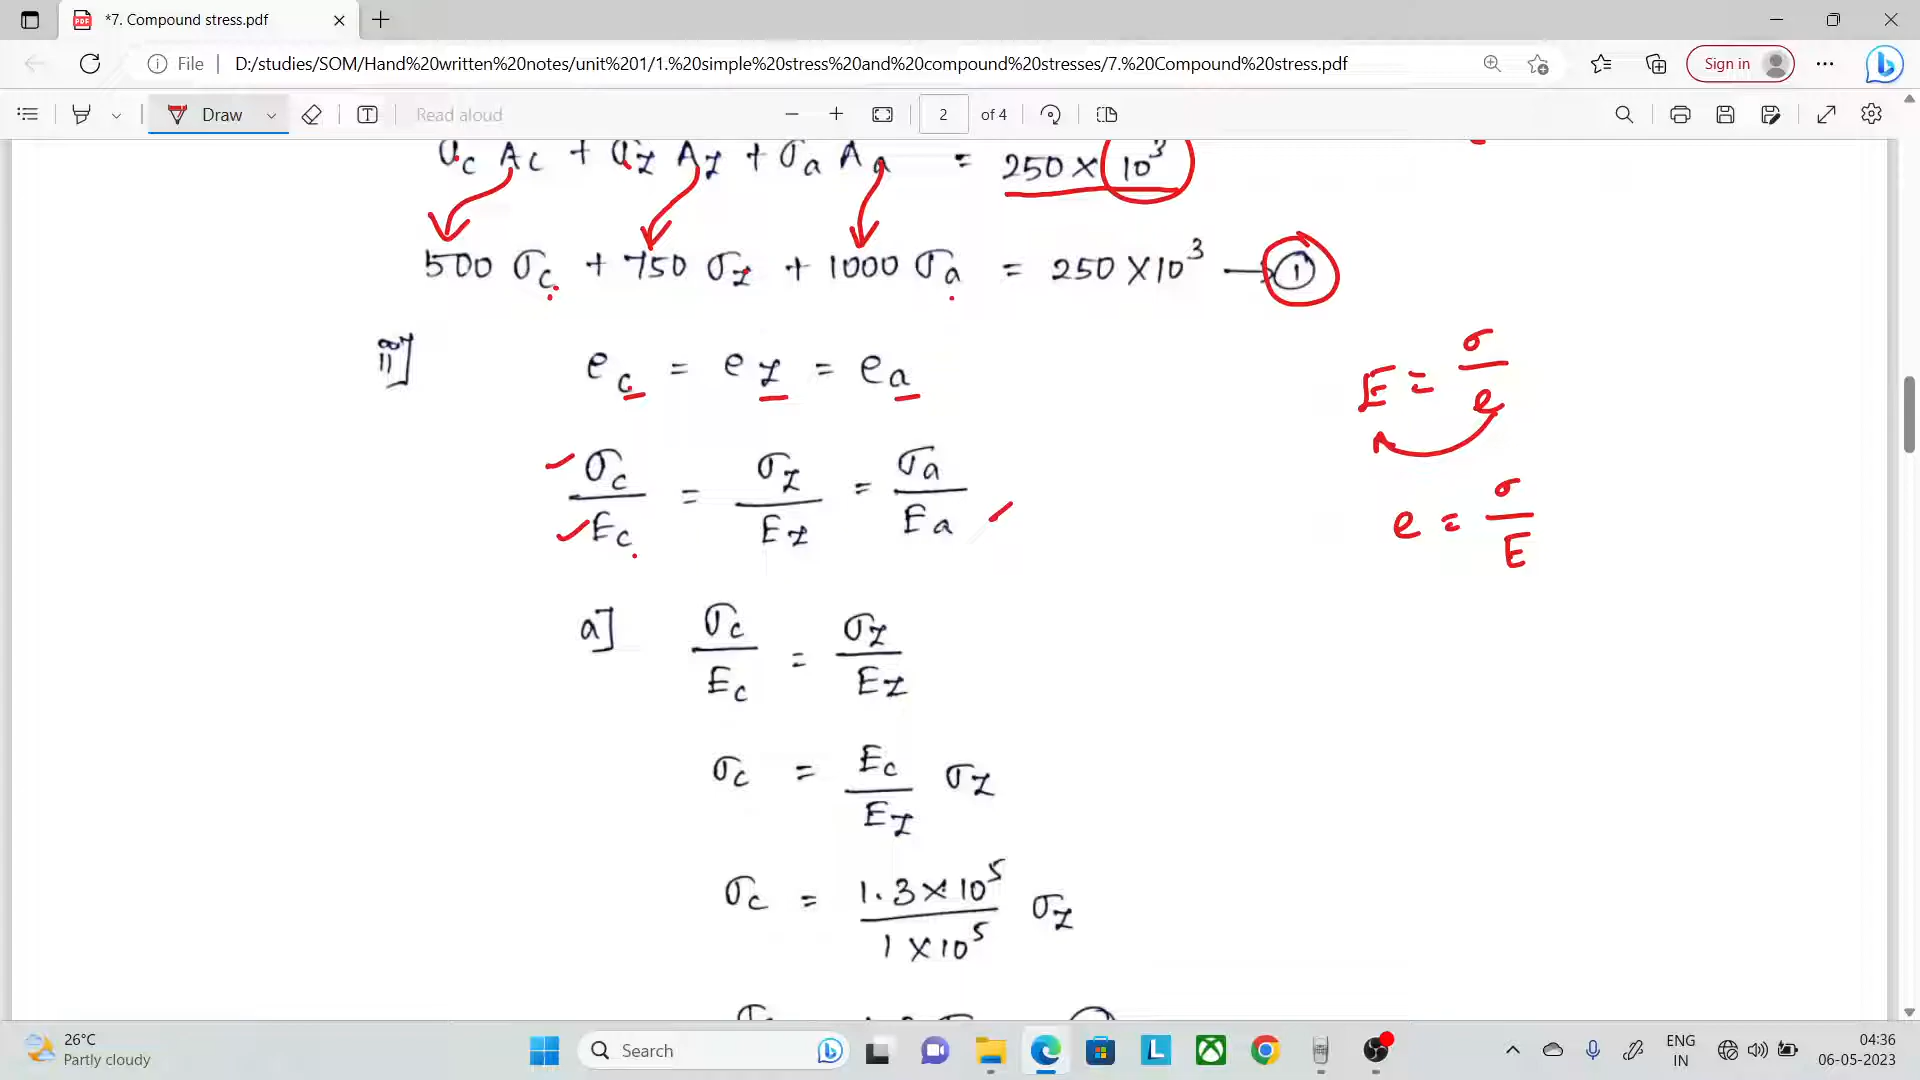 *7. Compound stress.pdf
File
D:/studies/SOM/Hand%20written%20notes/unit%201/1.%20simple%20stress%20and%20compound%20stresses/7.%20Compound%20stress.pdf
Sign in
Draw
Read aloud
2 of 4
σc Ac + σz Az + σa Aa = 250 × 10³
500 σc + 750 σz + 1000 σa = 250 × 10³ → ①
ii] ec = ez = ea
E = σ/e
σc/Ec = σz/Ez = σa/Ea
e = σ/E
a] σc/Ec = σz/Ez
σc = Ec/Ez σz
σc = 1.3 × 10⁵ / 1 × 10⁵ σz
26°C
Partly cloudy
Search
ENG
IN
04:36
06-05-2023